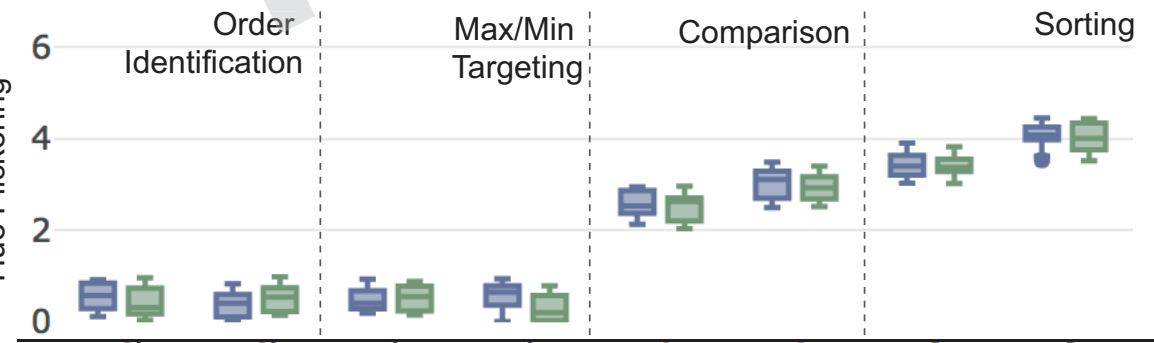 Order
Identification
Max/Min
Targeting
Comparison
Sorting
6
4
2
0